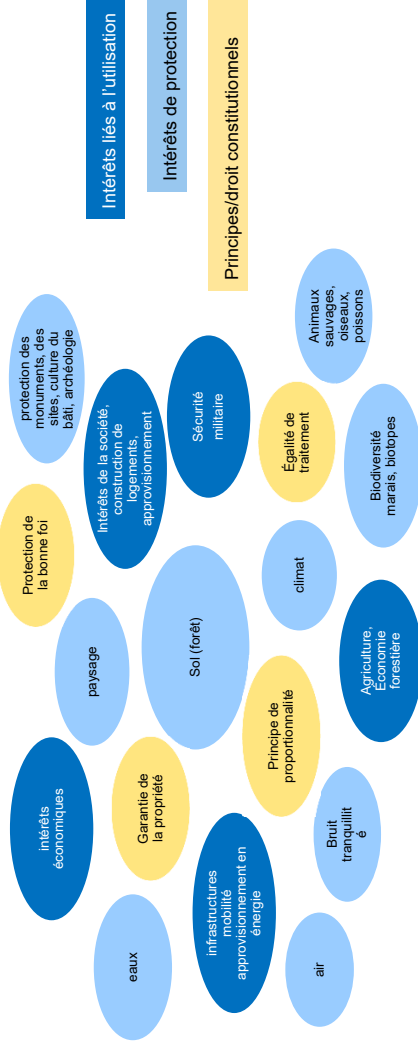 eaux
intérêts
économiques
paysage
Protection de
la bonne foi
protection des
monuments, des
sites, culture du
bâti, archéologie
Garantie de
la propriété
Intérêts de la société,
construction de
logements,
approvisionnement
infrastructures
mobilité
approvisionnement en
énergie
Sol (forêt)
Sécurité
militaire
Principe de
proportionnalité
climat
Égalité de
traitement
Animaux
sauvages,
oiseaux,
poissons
air
Bruit
tranquillit
é
Agriculture,
Économie
forestière
Biodiversité
marais, biotopes
Intérêts liés à l'utilisation
Intérêts de protection
Principes/droit constitutionnels